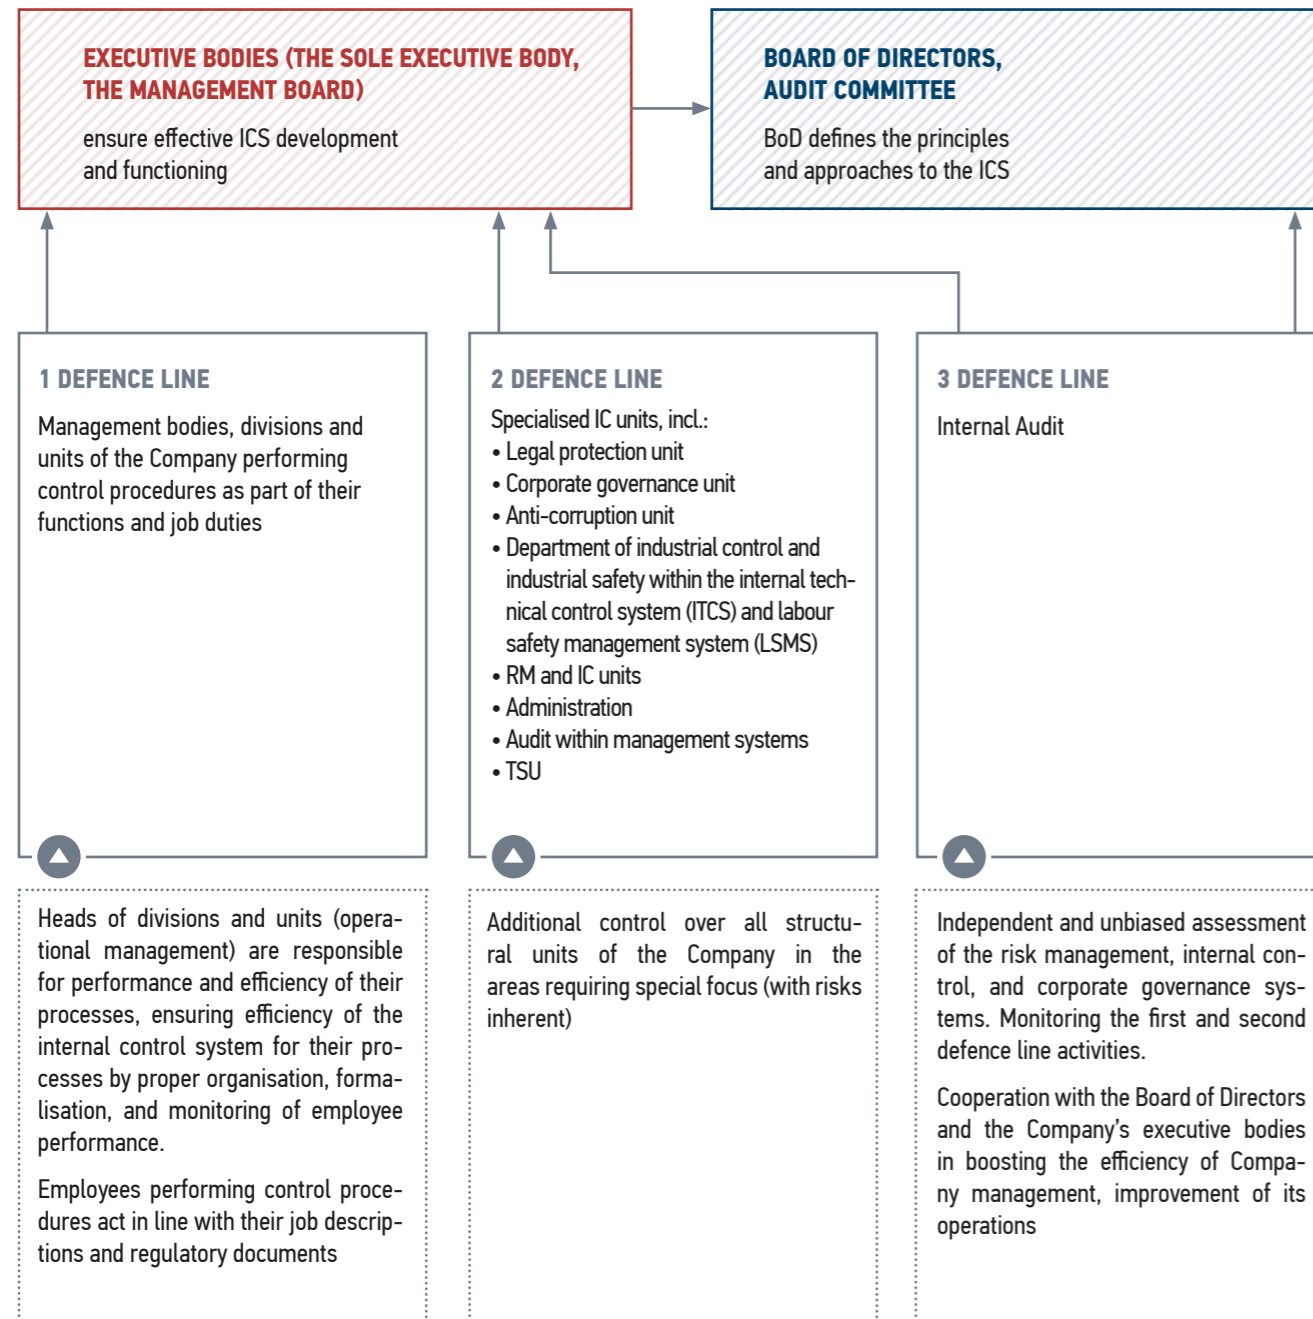 EXECUTIVE BODIES (THE SOLE EXECUTIVE BODY,
THE MANAGEMENT BOARD)
ensure effective ICS development
and functioning
BOARD OF DIRECTORS,
AUDIT COMMITTEE
BoD defines the principles
and approaches to the ICS
1 DEFENCE LINE
Management bodies, divisions and
units of the Company performing
control procedures as part of their
functions and job duties
2 DEFENCE LINE
Specialised IC units, incl.:
• Legal protection unit
• Corporate governance unit
• Anti-corruption unit
• Department of industrial control and
industrial safety within the internal tech-
nical control system (ITCS) and labour
safety management system (LSMS)
• RM and IC units
• Administration
• Audit within management systems
• TSU
3 DEFENCE LINE
Internal Audit
Heads of divisions and units (opera-
tional management) are responsible
for performance and efficiency of their
processes, ensuring efficiency of the
internal control system for their pro-
cesses by proper organisation, forma-
lisation, and monitoring of employee
performance.
Employees performing control proce-
dures act in line with their job descrip-
tions and regulatory documents
Additional control over all structu-
ral units of the Company in the
areas requiring special focus (with risks
inherent)
Independent and unbiased assessment
of the risk management, internal con-
trol, and corporate governance sys-
tems. Monitoring the first and second
defence line activities.
Cooperation with the Board of Directors
and the Company's executive bodies
in boosting the efficiency of Compa-
ny management, improvement of its
operations